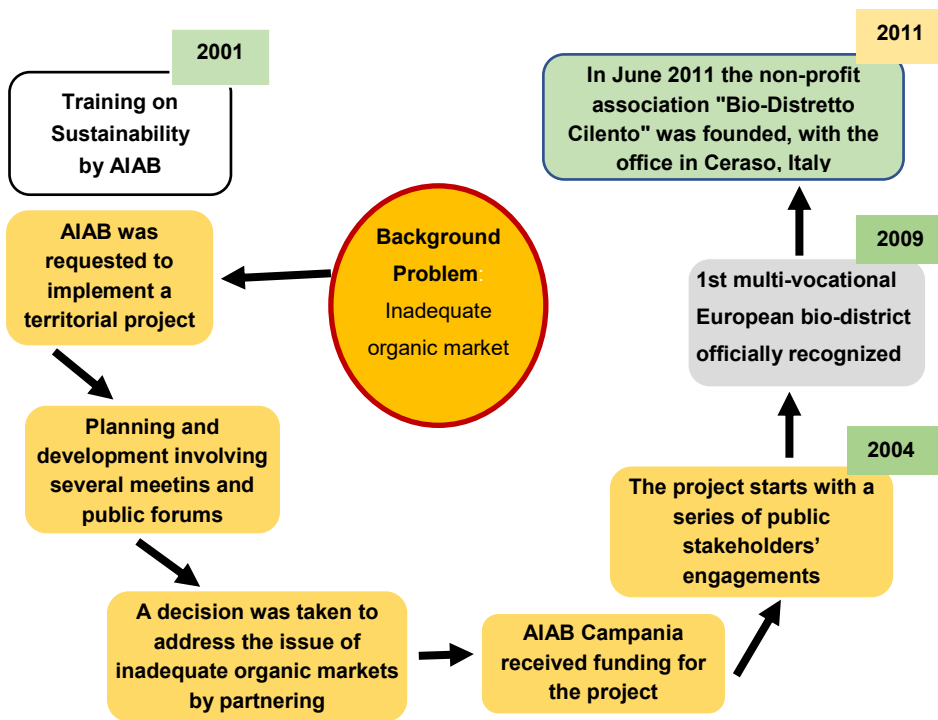 2001
Training on
Sustainability
by AIAB
AIAB was
requested to
implement a
territorial project
Background
Problem:
Inadequate
organic market
Planning and
development involving
several meetins and
public forums
A decision was taken to
address the issue of
inadequate organic markets
by partnering
AIAB Campania
received funding for
the project
2004
The project starts with a
series of public
stakeholders’
engagements
2009
1st multi-vocational
European bio-district
officially recognized
2011
In June 2011 the non-profit
association "Bio-Distretto
Cilento" was founded, with the
office in Ceraso, Italy